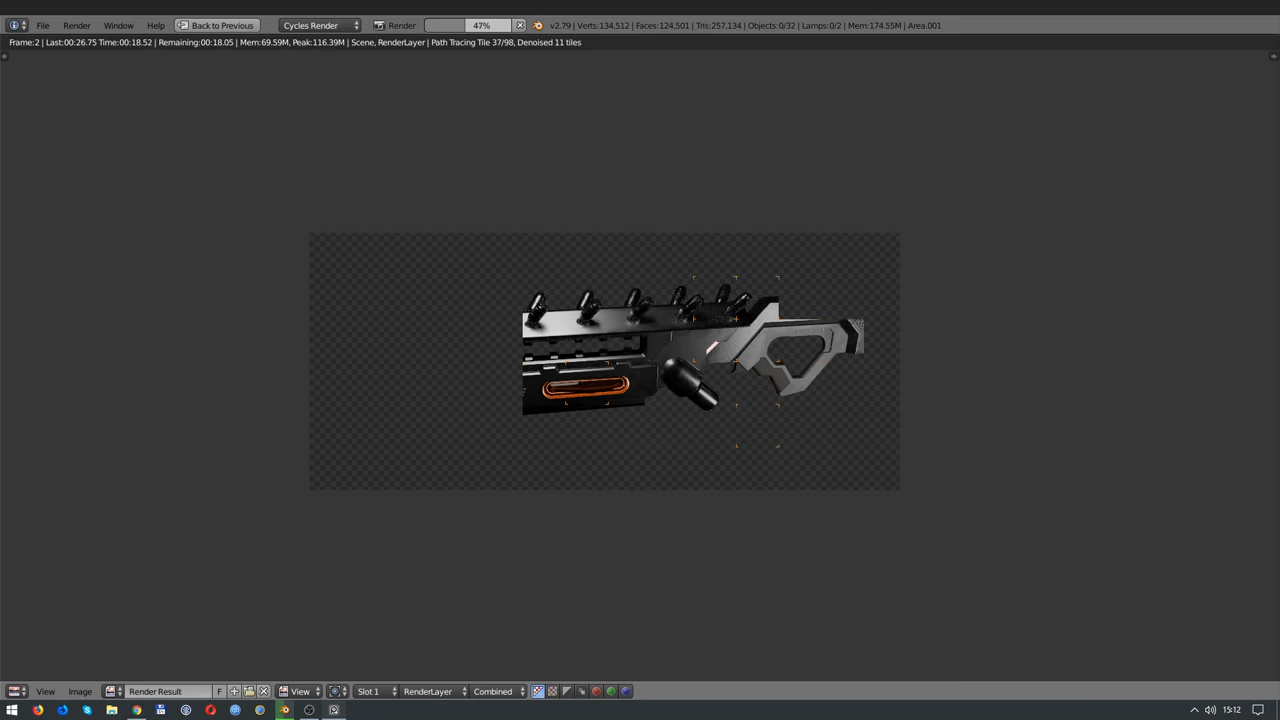 File Render Window Help Back to Previous Cycles Render Render 47% v2.79 | Verts:134,512 | Faces:124,501 | Tris:257,134 | Objects:0/32 | Lamps:0/2 | Mem:174.55M | Area.001
Frame:2 | Last:00:26.75 Time:00:18.52 | Remaining:00:18.05 | Mem:69.59M, Peak:116.39M | Scene, RenderLayer | Path Tracing Tile 37/98, Denoised 11 tiles
View Image Render Result F View Slot 1 RenderLayer Combined
15:12